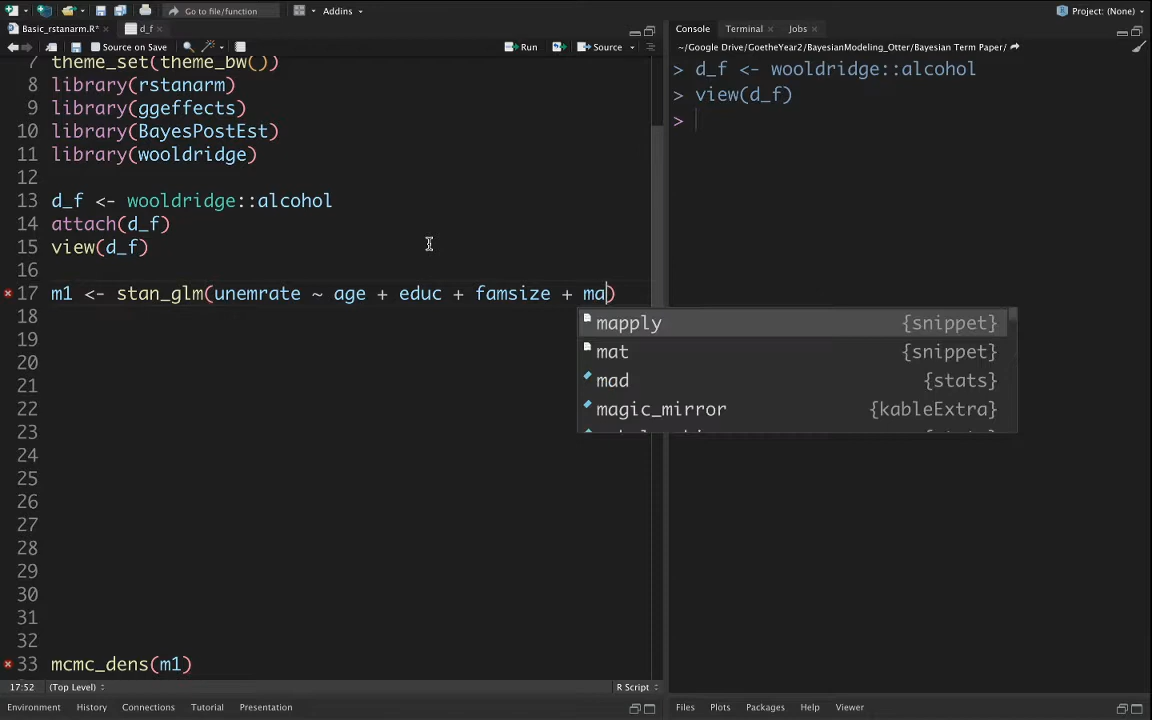 Go to file/function
Addins
Project: (None)
Basic_rstanarm.R*
d_f
Source on Save
Run
Source
7 theme_set(theme_bw())
8 library(rstanarm)
9 library(ggeffects)
10 library(BayesPostEst)
11 library(wooldridge)
12
13 d_f <- wooldridge::alcohol
14 attach(d_f)
15 view(d_f)
16
17 m1 <- stan_glm(unemrate ~ age + educ + famsize + ma)
mapply {snippet}
mat {snippet}
mad {stats}
magic_mirror {kableExtra}
18
19
20
21
22
23
24
25
26
27
28
29
30
31
32
33 mcmc_dens(m1)
17:52 (Top Level) R Script
Environment History Connections Tutorial Presentation
Console Terminal Jobs
~/Google Drive/GoetheYear2/BayesianModeling_Otter/Bayesian Term Paper/
> d_f <- wooldridge::alcohol
> view(d_f)
>
Files Plots Packages Help Viewer